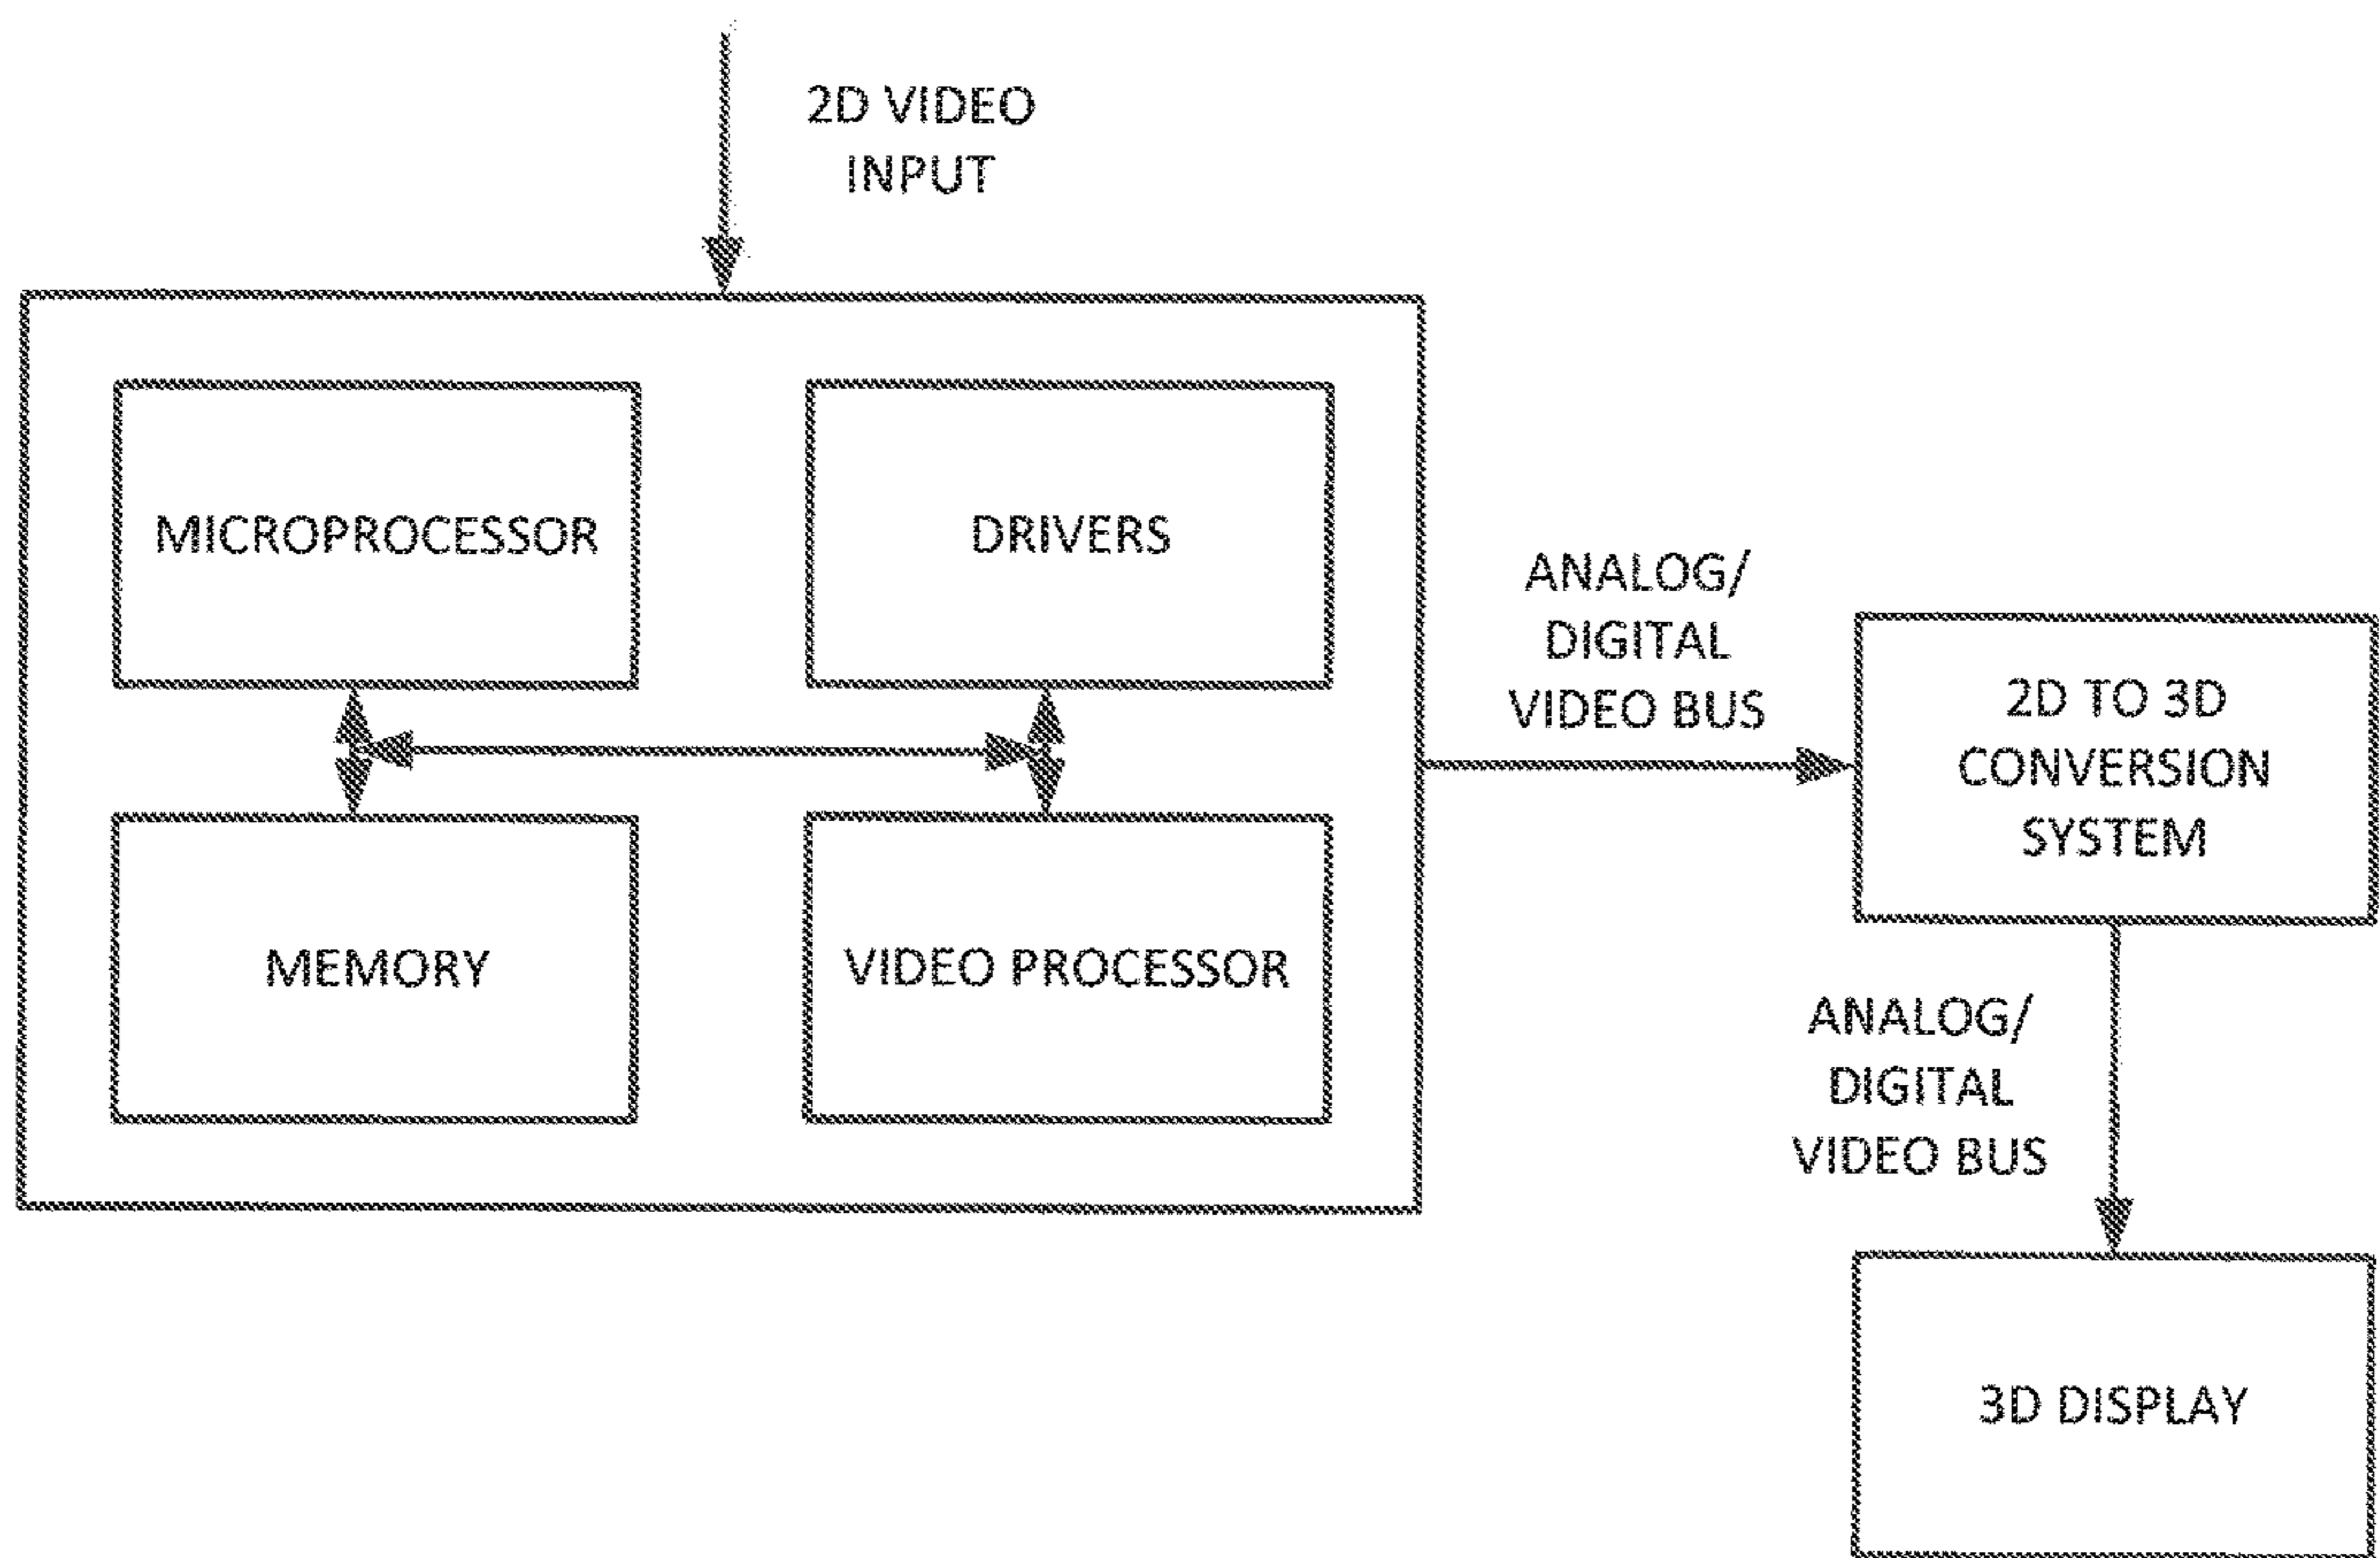 2D VIDEO
INPUT
MICROPROCESSOR
DRIVERS
MEMORY
VIDEO PROCESSOR
ANALOG/
DIGITAL
VIDEO BUS
2D TO 3D
CONVERSION
SYSTEM
ANALOG/
DIGITAL
VIDEO BUS
3D DISPLAY